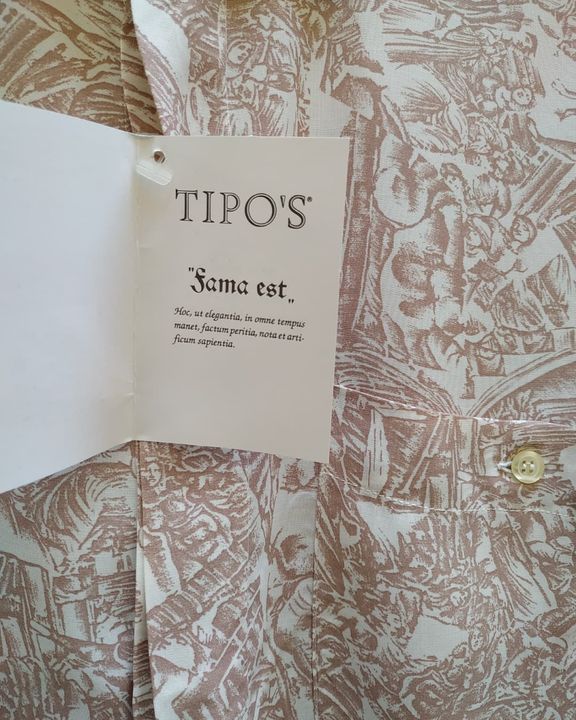 TIPO'S®
"Fama est„
Hoc, ut elegantia, in omne tempus
manet, factum peritia, nota et arti-
ficum sapientia.